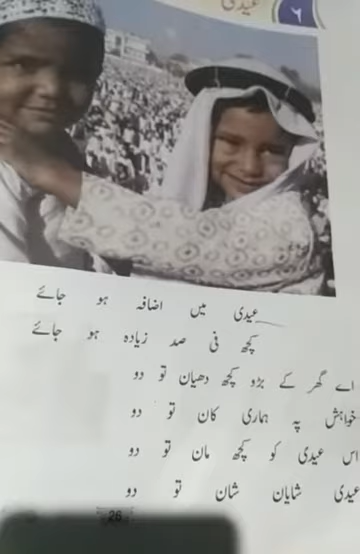 عیدی
۶
عیدی میں اضافہ ہو جائے
کچھ فی صد زیادہ ہو جائے
اے گھر کے بڑو کچھ دھیان تو دو
خواہش پہ ہماری کان تو دو
اس عیدی کو کچھ مان تو دو
عیدی شایان شان تو دو
26